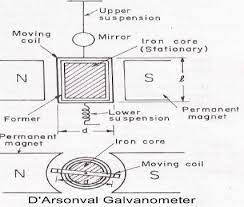 Upper
suspension
Moving
coil
Mirror
Iron core
(Stationary)
N
S
l
Former
Lower
suspension
d
Permanent
magnet
Permanent
magnet
Iron core
Moving coil
N
S
D'Arsonval Galvanometer